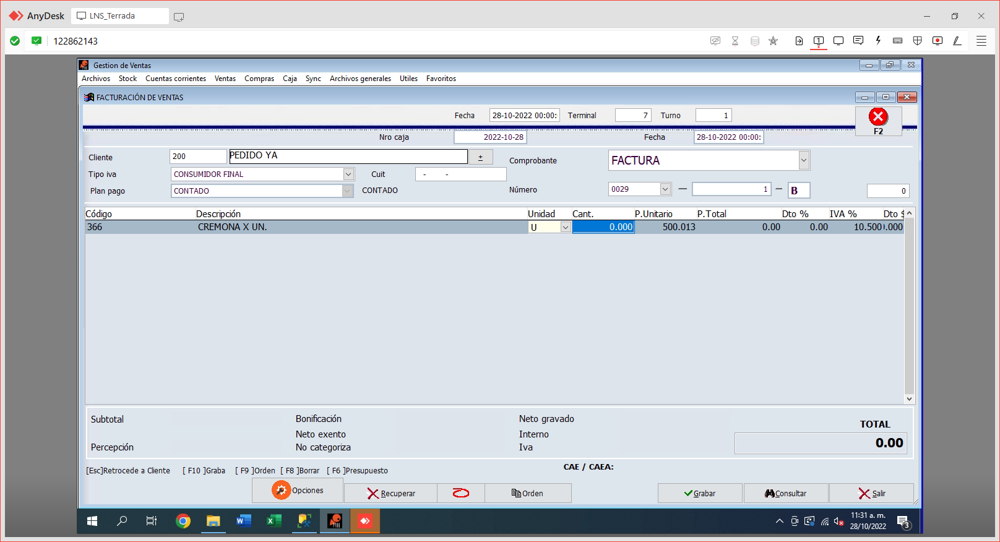 AnyDesk LNS_Terrada
122862143
1
Gestion de Ventas
Archivos Stock Cuentas corrientes Ventas Compras Caja Sync Archivos generales Utiles Favoritos
FACTURACIÓN DE VENTAS
Fecha 28-10-2022 00:00: Terminal 7 Turno 1
F2
Nro caja 2022-10-28 Fecha 28-10-2022 00:00:
Cliente 200 PEDIDO YA + Comprobante FACTURA
Tipo iva CONSUMIDOR FINAL Cuit - -
Plan pago CONTADO CONTADO Número 0029 — 1 — B 0
Código Descripción Unidad Cant. P.Unitario P.Total Dto % IVA % Dto $
366 CREMONA X UN. U 0.000 500.013 0.00 0.00 10.500 0.000
Subtotal Bonificación Neto gravado
TOTAL
Neto exento Interno
0.00
Percepción No categoriza Iva
CAE / CAEA:
[Esc]Retrocede a Cliente [ F10 ]Graba [ F9 ]Orden [ F8 ]Borrar [ F6 ]Presupuesto
Opciones Recuperar Orden Grabar Consultar Salir
11:31 a. m.
28/10/2022
3